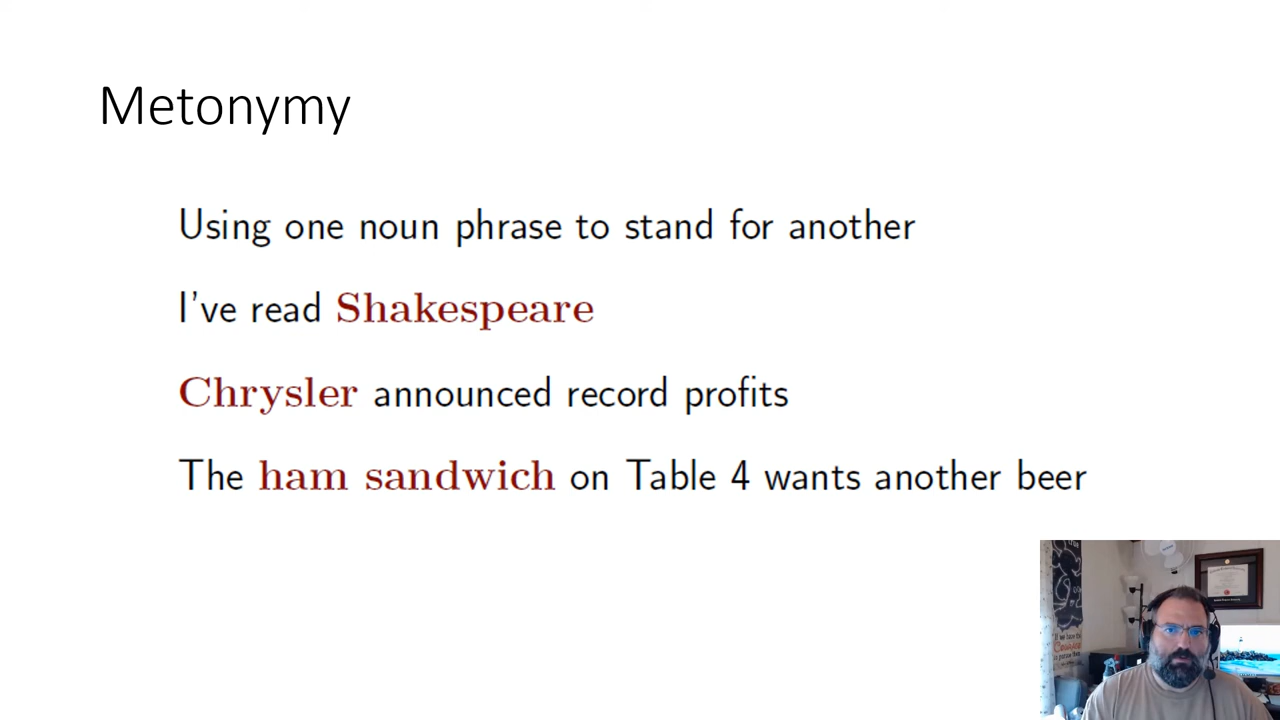 Metonymy
Using one noun phrase to stand for another
I've read Shakespeare
Chrysler announced record profits
The ham sandwich on Table 4 wants another beer